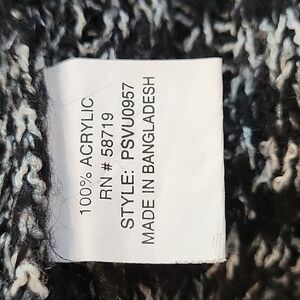 100% ACRYLIC
RN # 58719
STYLE: PSVU0957
MADE IN BANGLADESH